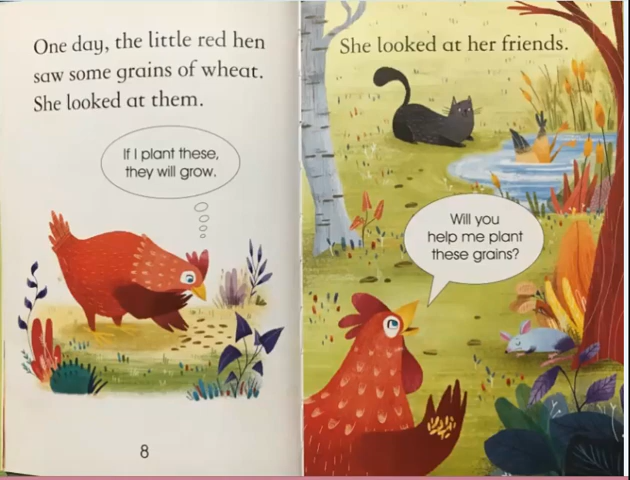 One day, the little red hen
saw some grains of wheat.
She looked at them.
If I plant these,
they will grow.
8
She looked at her friends.
Will you
help me plant
these grains?